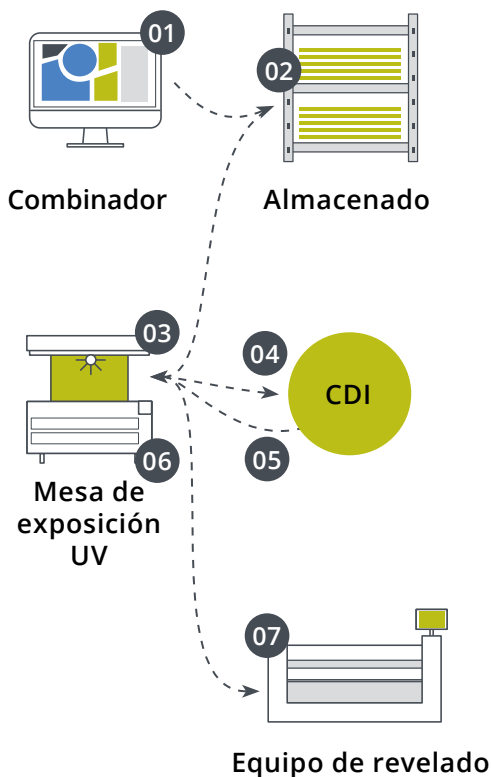 01
02
Combinador
Almacenado
03
04
CDI
05
06
Mesa de
exposición
UV
07
Equipo de revelado